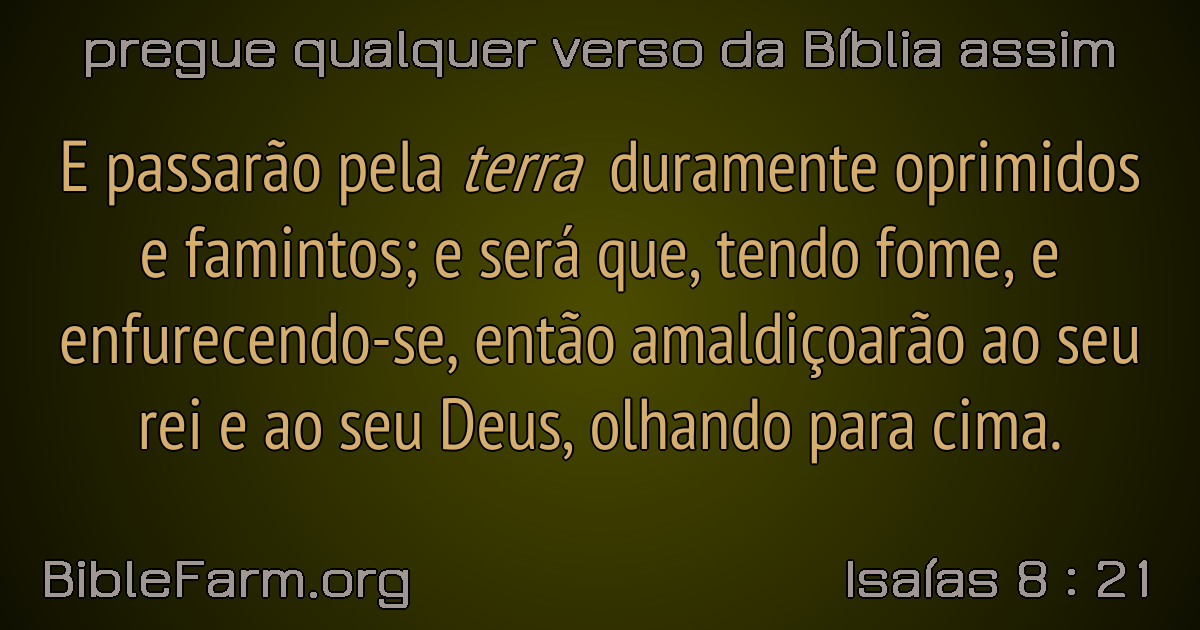 pregue qualquer verso da Bíblia assim
E passarão pela terra duramente oprimidos
e famintos; e será que, tendo fome, e
enfurecendo-se, então amaldiçoarão ao seu
rei e ao seu Deus, olhando para cima.
BibleFarm.org
Isaías 8 : 21